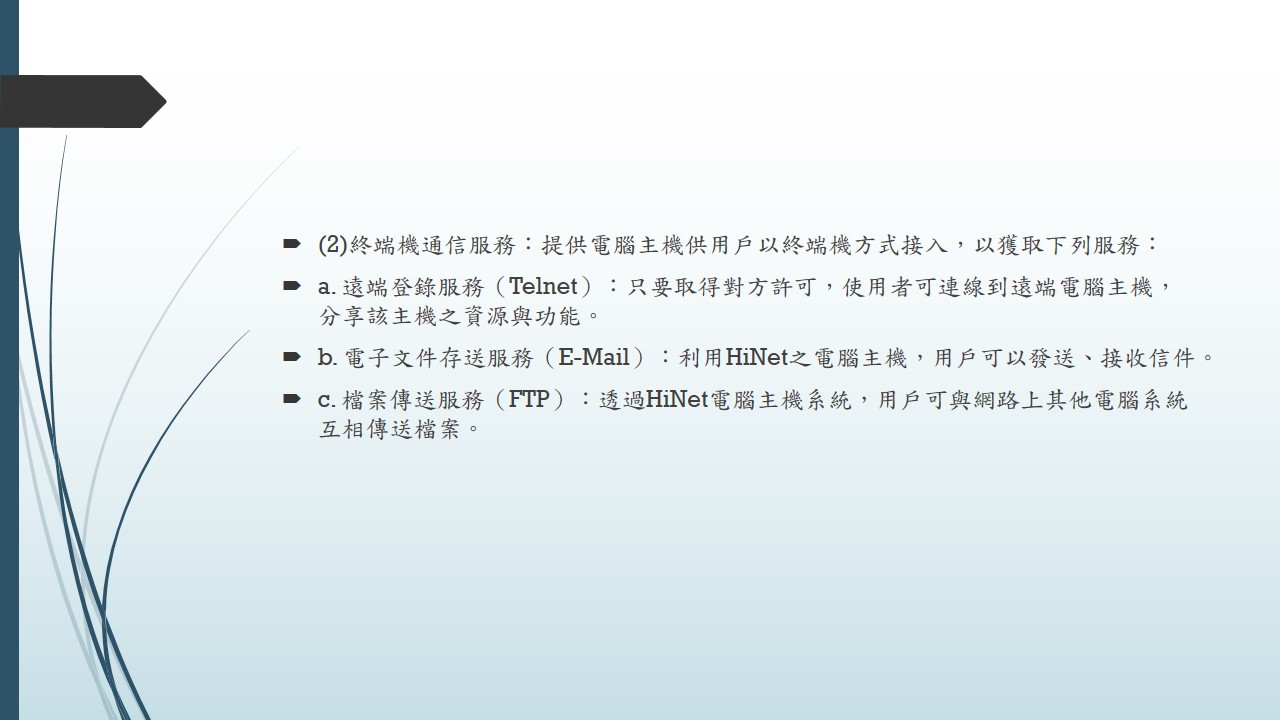 (2)終端機通信服務：提供電腦主機供用戶以終端機方式接入，以獲取下列服務：
a. 遠端登錄服務（Telnet）：只要取得對方許可，使用者可連線到遠端電腦主機，
分享該主機之資源與功能。
b. 電子文件存送服務（E-Mail）：利用HiNet之電腦主機，用戶可以發送、接收信件。
c. 檔案傳送服務（FTP）：透過HiNet電腦主機系統，用戶可與網路上其他電腦系統
互相傳送檔案。